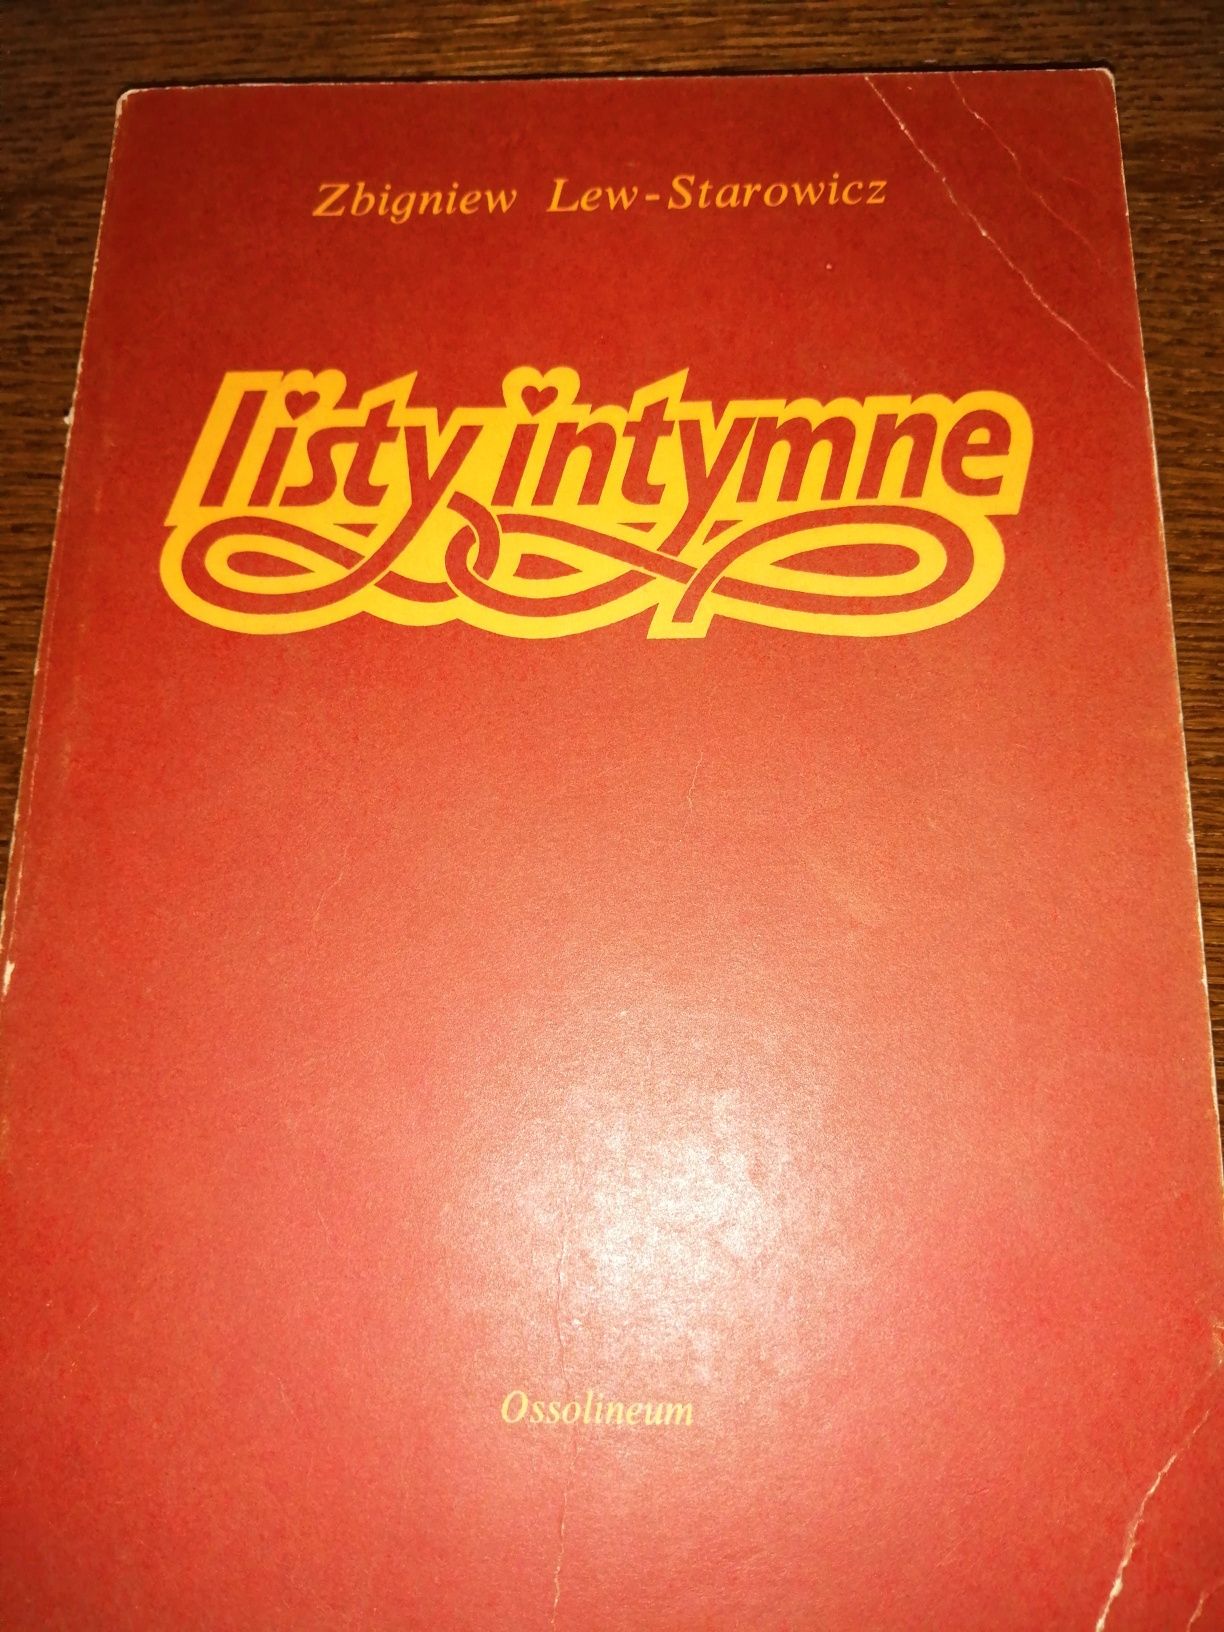 Zbigniew Lew-Starowicz
listy intymne
Ossolineum